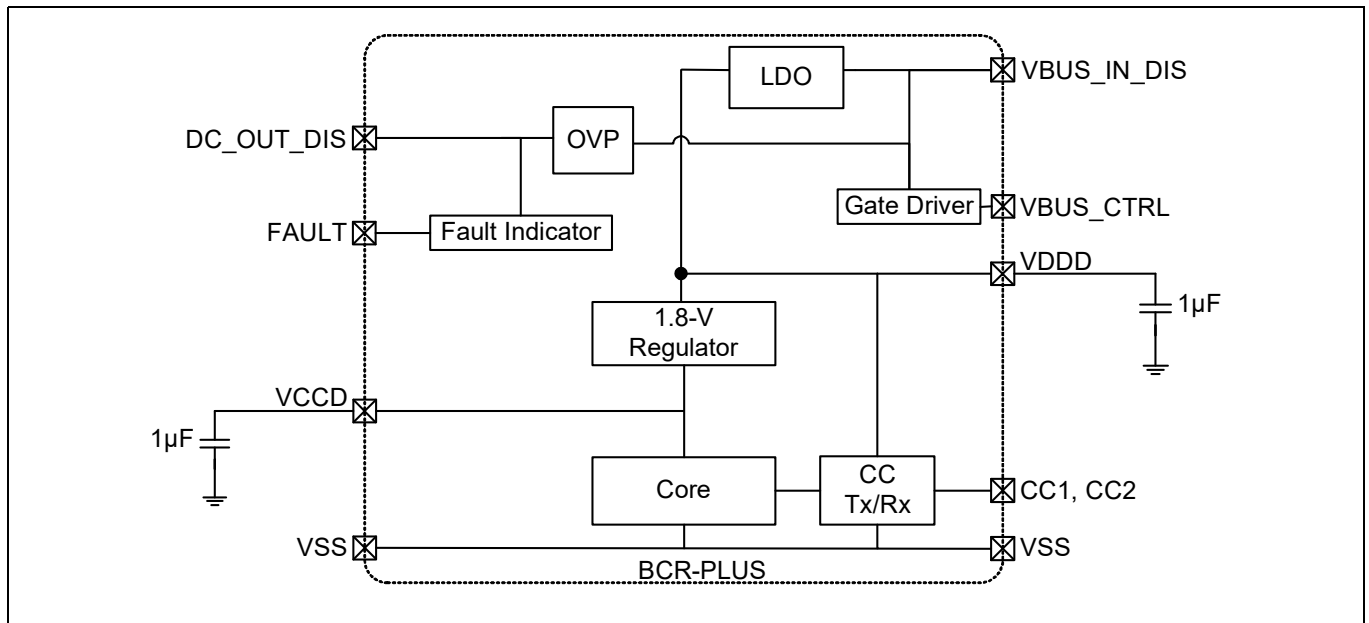 LDO
VBUS_IN_DIS
DC_OUT_DIS
OVP
FAULT
Fault Indicator
Gate Driver
VBUS_CTRL
VDDD
1µF
1.8-V
Regulator
VCCD
1µF
Core
CC
Tx/Rx
CC1, CC2
VSS
VSS
BCR-PLUS